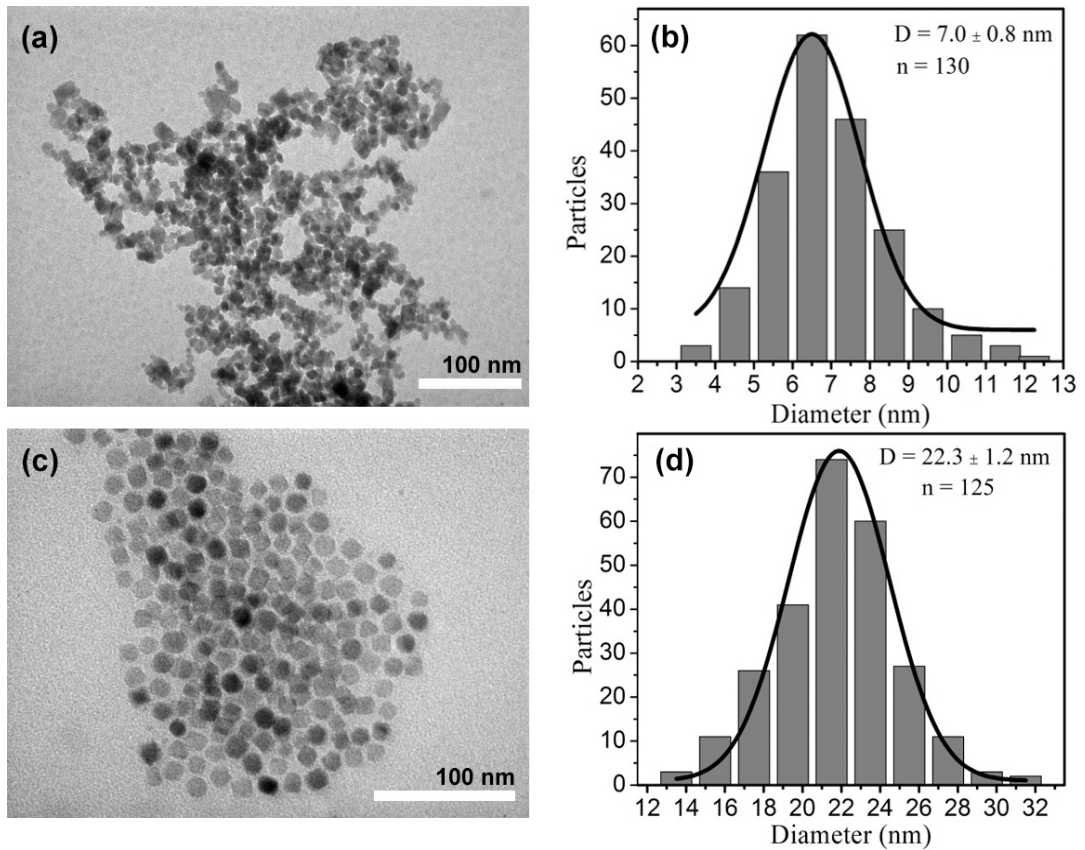 (a)
100 nm
(b)
D = 7.0 ± 0.8 nm
n = 130
Particles
60
50
40
30
20
10
0
2 3 4 5 6 7 8 9 10 11 12 13
Diameter (nm)
(c)
100 nm
(d)
D = 22.3 ± 1.2 nm
n = 125
Particles
70
60
50
40
30
20
10
0
12 14 16 18 20 22 24 26 28 30 32
Diameter (nm)